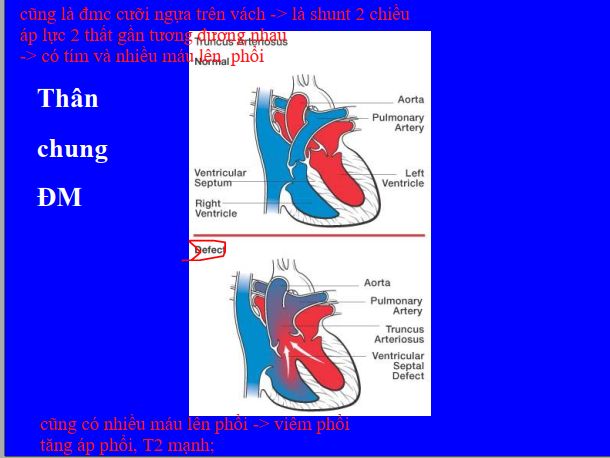 cũng là đmc cưỡi ngựa trên vách -> là shunt 2 chiều
áp lực 2 thất gần tương đương nhau
-> có tím và nhiều máu lên  phổi
Truncus Arteriosus
Normal
Thân
chung
ĐM
Aorta
Pulmonary
Artery
Ventricular
Septum
Left
Ventricle
Right
Ventricle
Defect
Aorta
Pulmonary
Artery
Truncus
Arteriosus
Ventricular
Septal
Defect
cũng có nhiều máu lên phổi -> viêm phổi
tăng áp phổi, T2 mạnh;